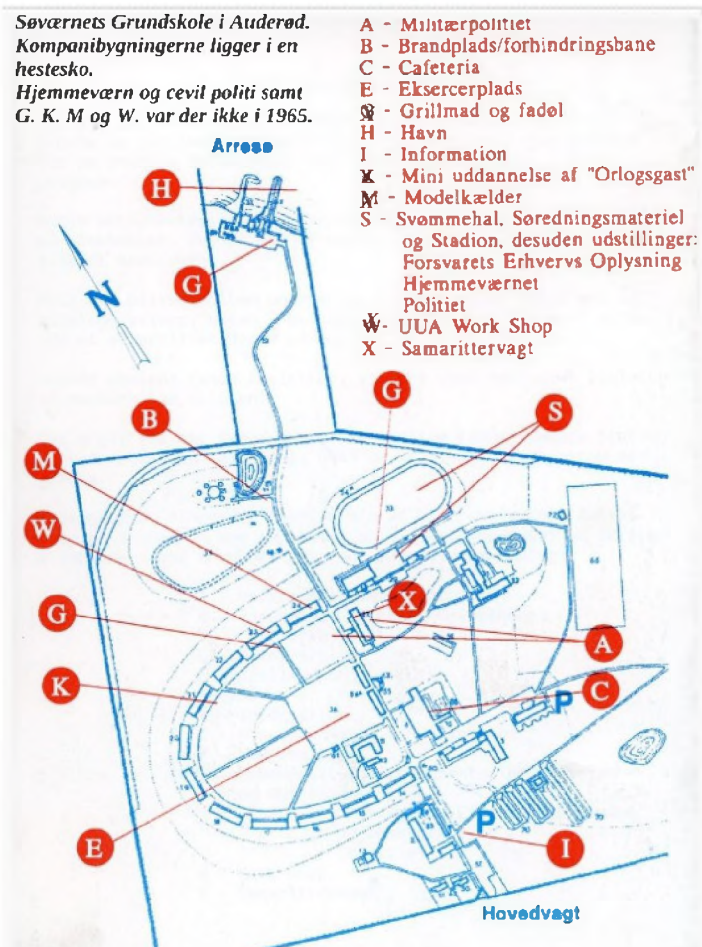 Søværnets Grundskole i Auderød.
Kompanibygningerne ligger i en
hestesko.
Hjemmeværn og cevil politi samt
G. K. M og W. var der ikke i 1965.
A - Militærpolitiet
B - Brandplads/forhindringsbane
C - Cafeteria
E - Eksercerplads
G - Grillmad og fadøl
H - Havn
I - Information
K - Mini uddannelse af "Orlogsgast"
M - Modelkælder
S - Svømmehal, Søredningsmateriel
og Stadion, desuden udstillinger:
Forsvarets Erhvervs Oplysning
Hjemmeværnet
Politiet
W - UUA Work Shop
X - Samarittervagt
Arresø
H
G
N
G
S
B
M
W
X
G
A
K
C
P
E
P
I
Hovedvagt